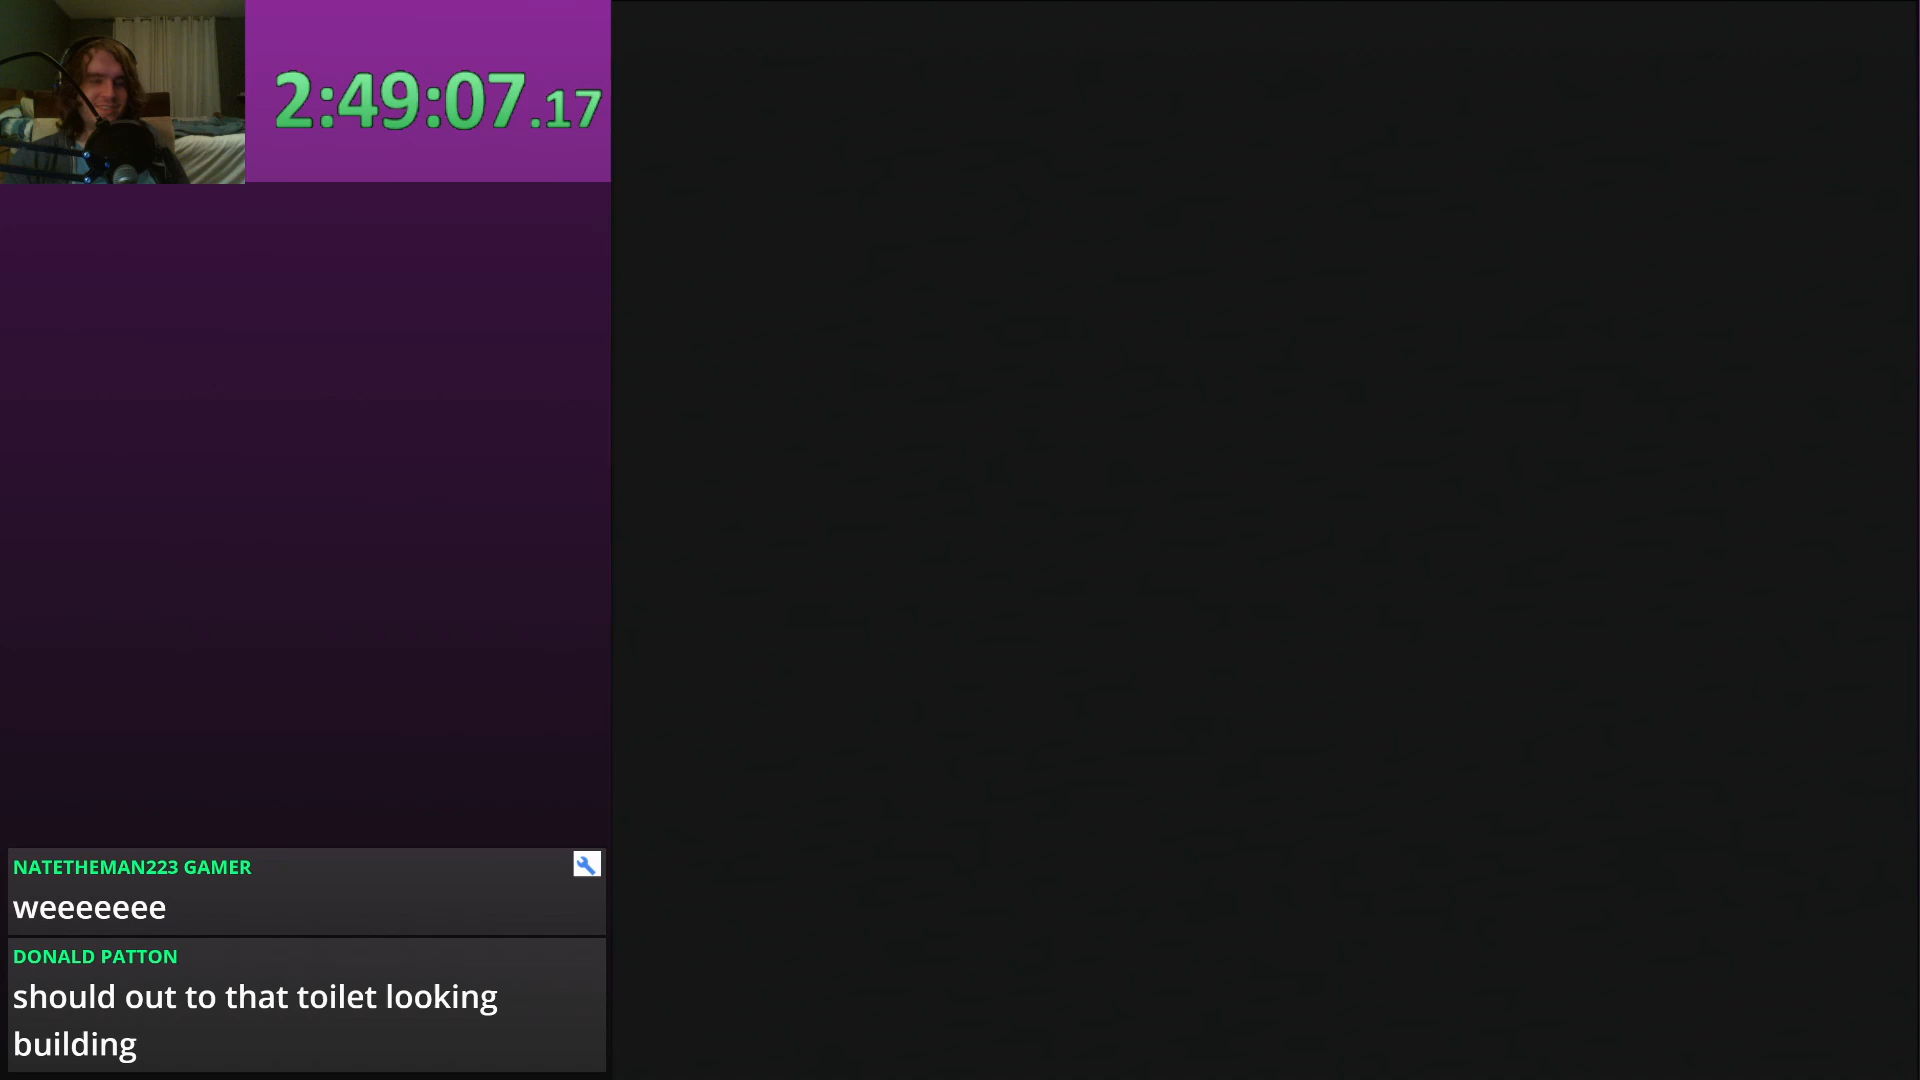 2:49:07.17
NATETHEMAN223 GAMER
weeeeeee
DONALD PATTON
should out to that toilet looking
building